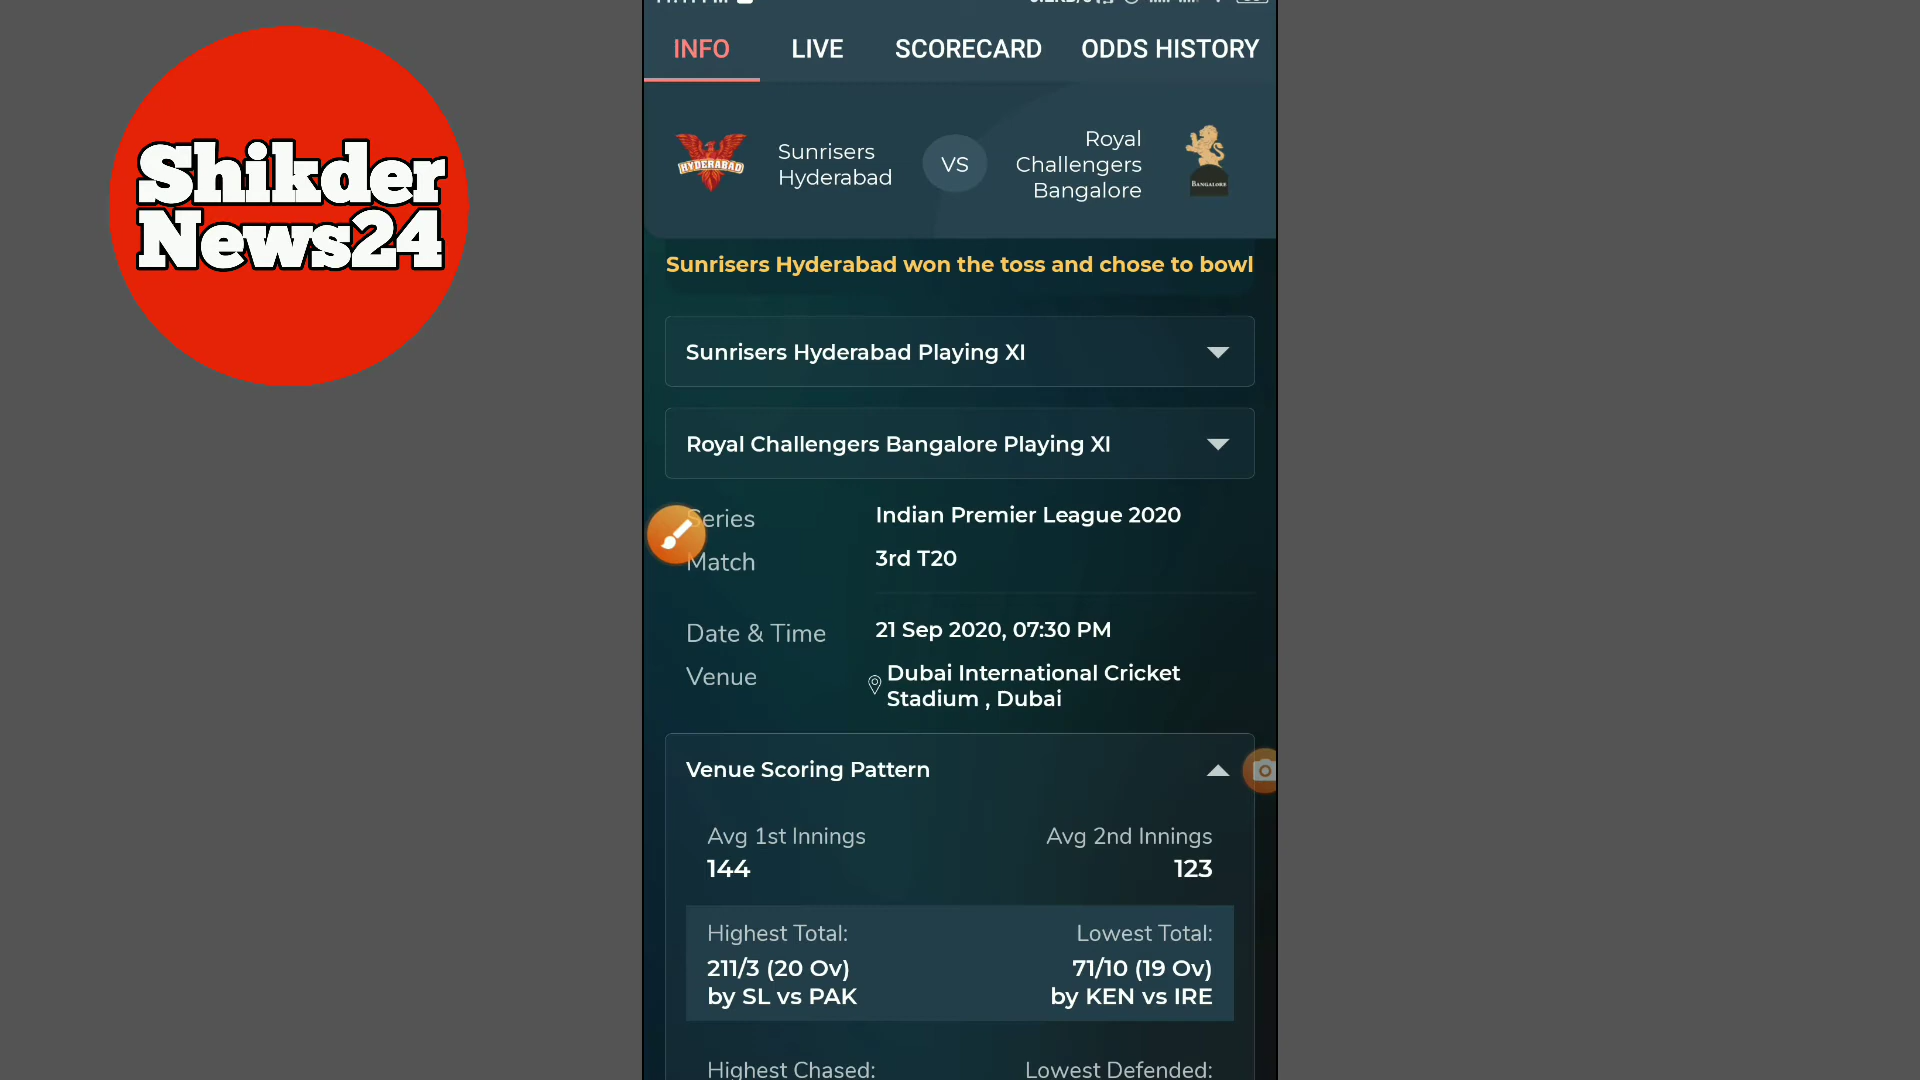 Shikder
News24
INFO LIVE SCORECARD ODDS HISTORY
HYDERABAD
Sunrisers
Hyderabad
VS
Royal
Challengers
Bangalore
BANGALORE
Sunrisers Hyderabad won the toss and chose to bowl
Sunrisers Hyderabad Playing XI
Royal Challengers Bangalore Playing XI
Series Indian Premier League 2020
Match 3rd T20
Date & Time 21 Sep 2020, 07:30 PM
Venue Dubai International Cricket
Stadium , Dubai
Venue Scoring Pattern
Avg 1st Innings Avg 2nd Innings
144 123
Highest Total: Lowest Total:
211/3 (20 Ov) 71/10 (19 Ov)
by SL vs PAK by KEN vs IRE
Highest Chased: Lowest Defended: